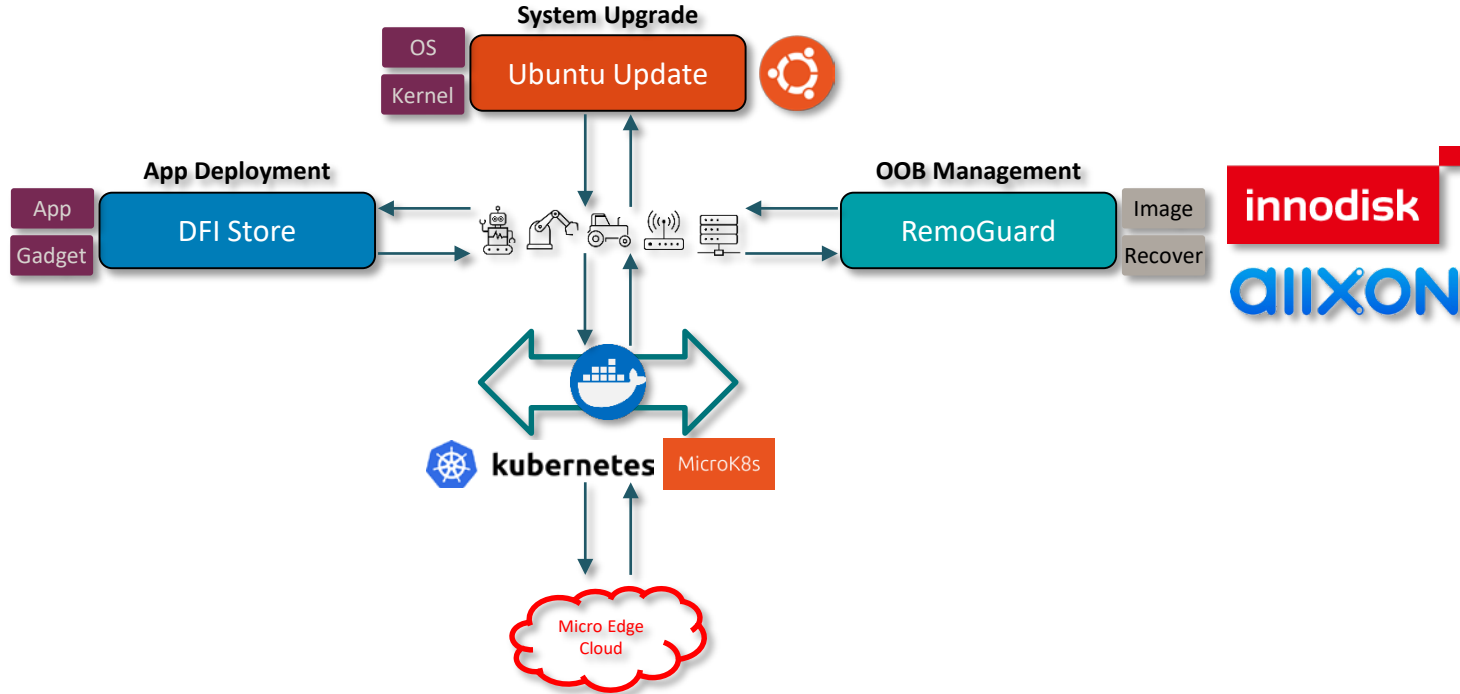 System Upgrade
OS
Kernel
Ubuntu Update
App Deployment
App
Gadget
DFI Store
OOB Management
RemoGuard
Image
Recover
innodisk
allxon
kubernetes
MicroK8s
Micro Edge
Cloud